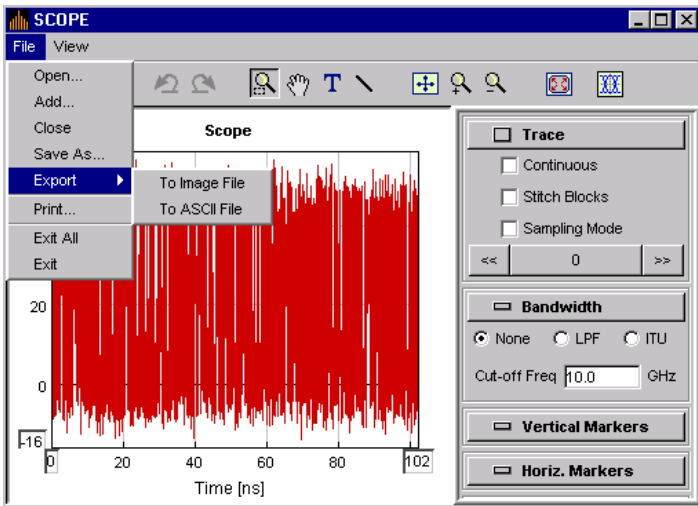 SCOPE
File View
Open...
Add...
Close
Save As...
Export
Print...
Exit All
Exit
To Image File
To ASCII File
T
Scope
20
0
-16
0 20 40 60 80 102
Time [ns]
Trace
Continuous
Stitch Blocks
Sampling Mode
<< 0 >>
Bandwidth
None LPF ITU
Cut-off Freq 10.0 GHz
Vertical Markers
Horiz. Markers